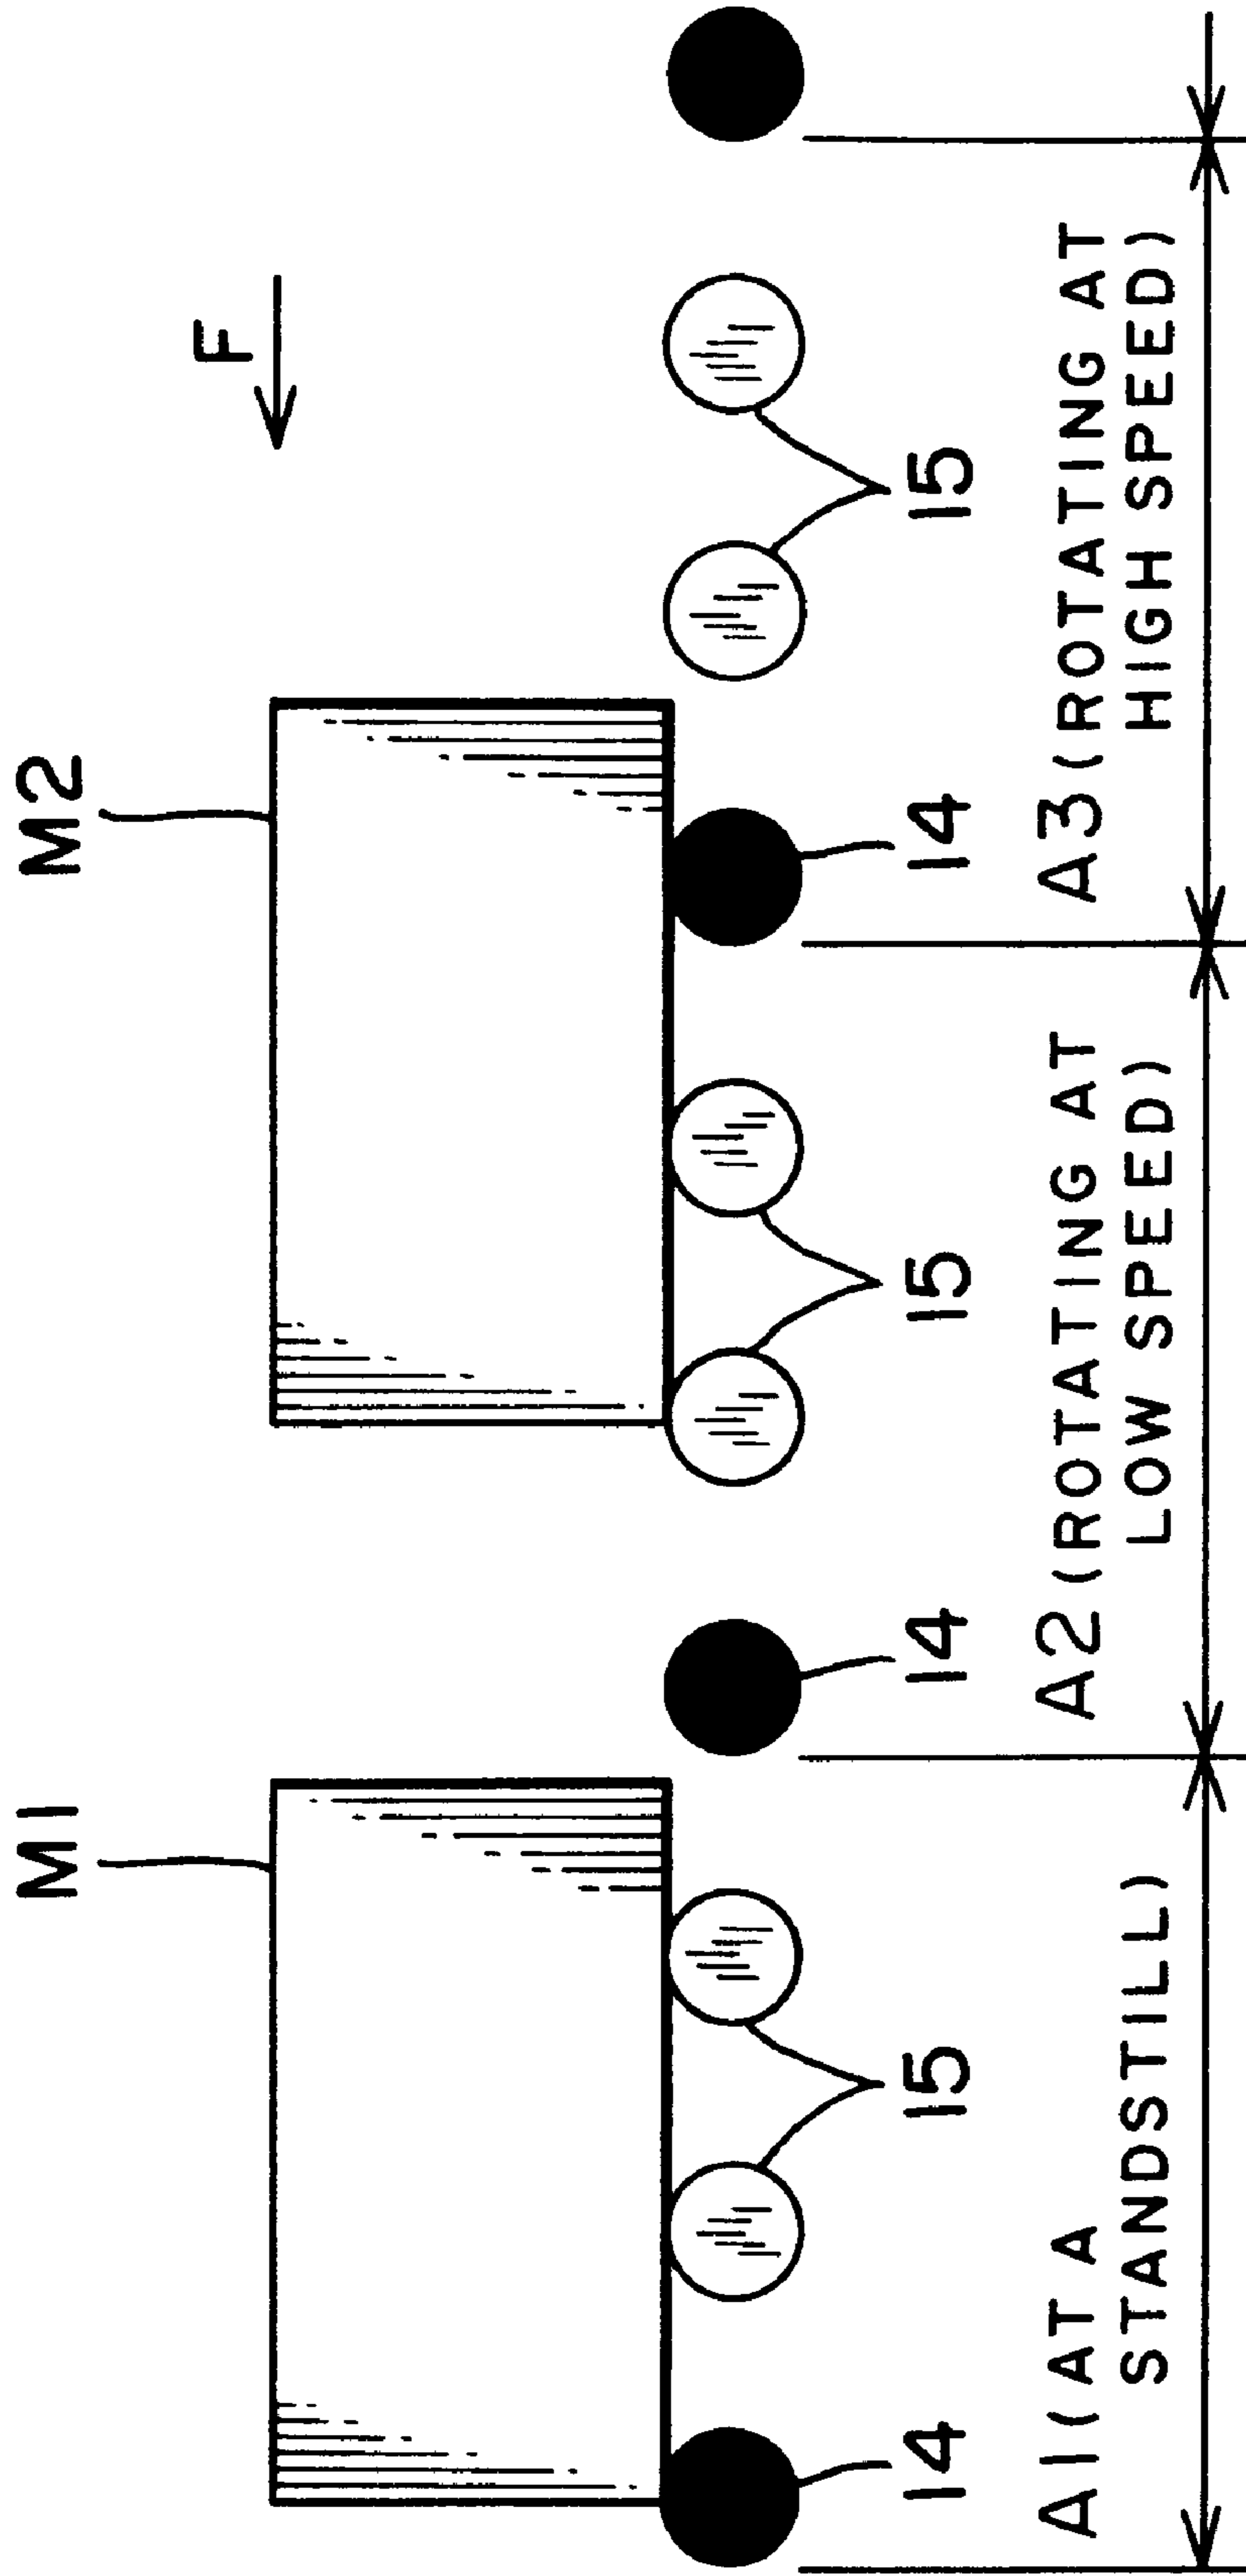 M1
M2
F
15
15
15
14
14
14
A1 (AT A
STANDSTILL)
A2 (ROTATING AT
LOW SPEED)
A3 (ROTATING AT
HIGH SPEED)